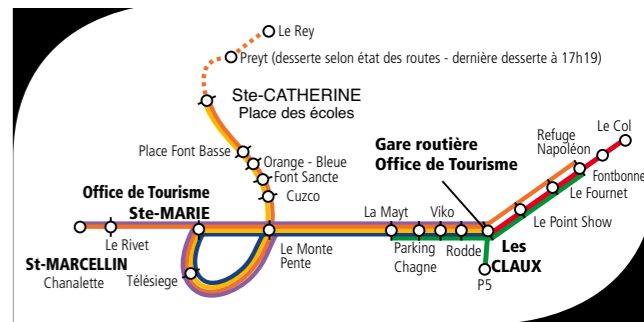 Le Rey
Preyt (desserte selon état des routes - dernière desserte à 17h19)
Ste-CATHERINE
Place des écoles
Place Font Basse
Orange - Bleue
Font Sancte
Cuzco
Office de Tourisme
Ste-MARIE
Le Rivet
St-MARCELLIN
Chanalette
Télésiege
Le Monte
Pente
La Mayt
Viko
Parking
Chagne
Rodde
Gare routière
Office de Tourisme
Les
CLAUX
P5
Le Point Show
Le Fournet
Fontbonne
Refuge
Napoléon
Le Col